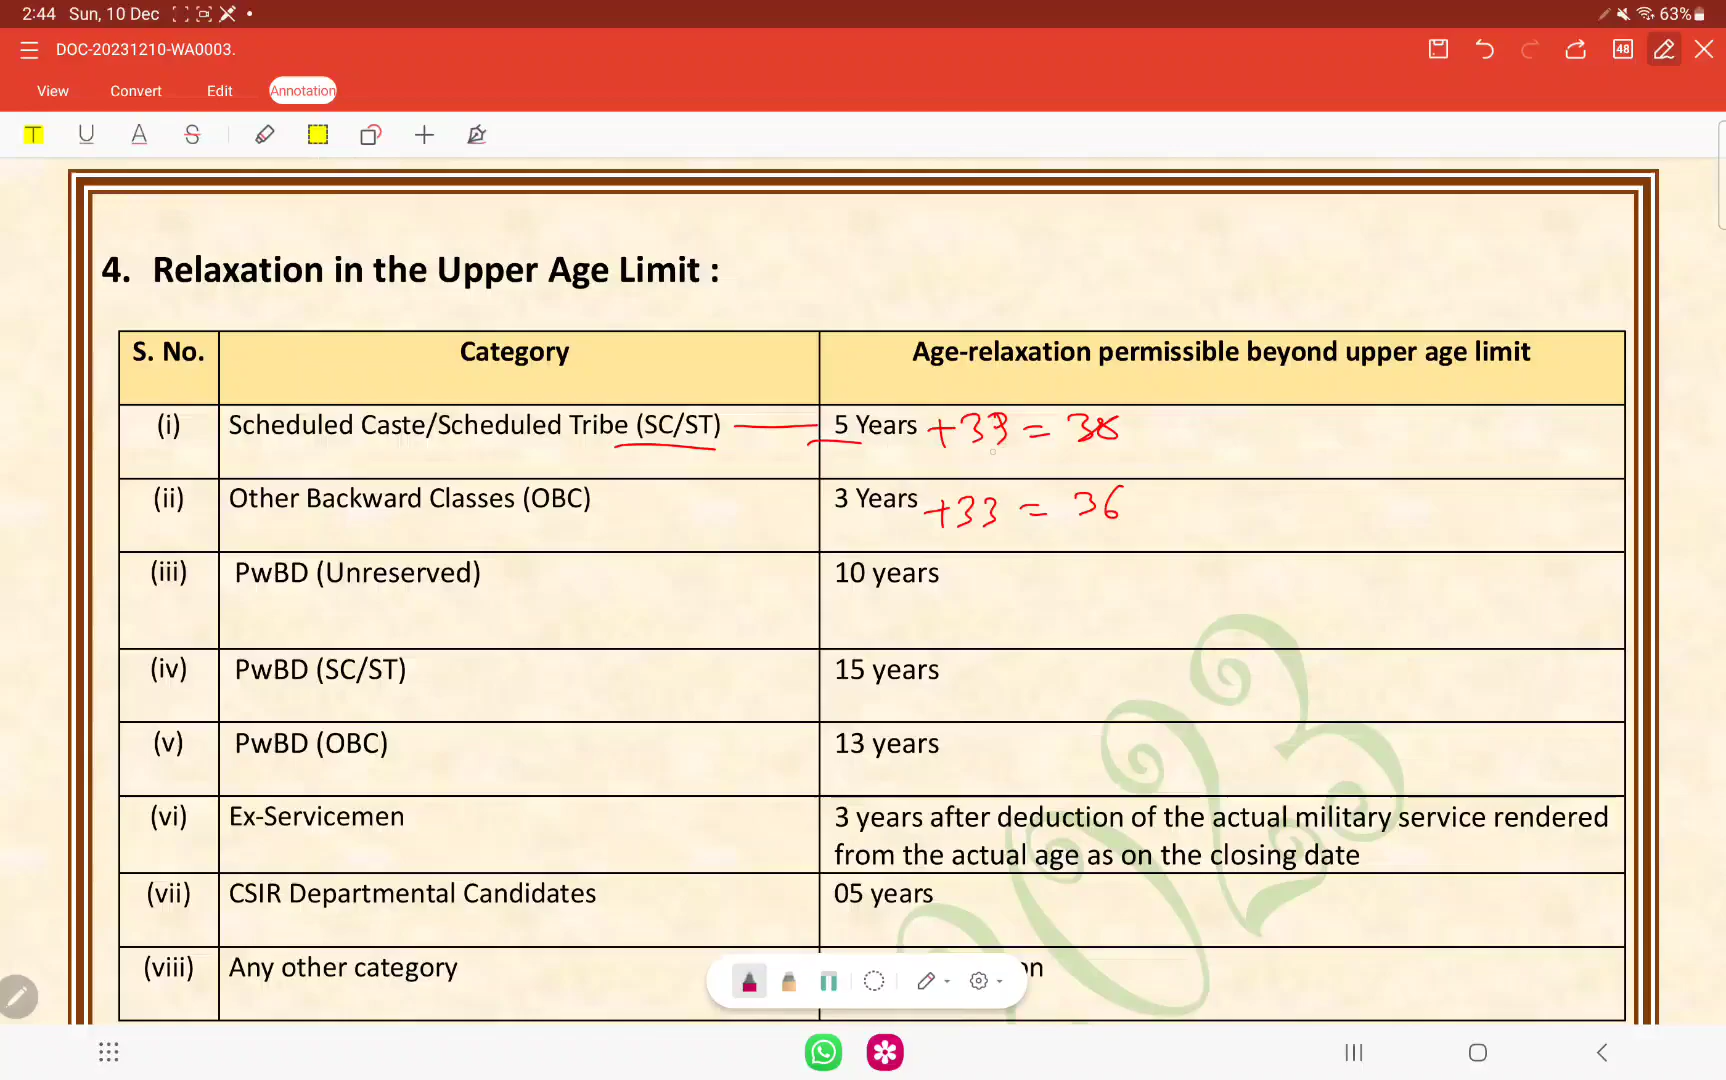 2:44 Sun, 10 Dec
63%
DOC-20231210-WA0003.
48
View Convert Edit Annotation
T U A S
4. Relaxation in the Upper Age Limit :
S. No. Category Age-relaxation permissible beyond upper age limit
(i) Scheduled Caste/Scheduled Tribe (SC/ST) 5 Years +33 = 38
(ii) Other Backward Classes (OBC) 3 Years +33 = 36
(iii) PwBD (Unreserved) 10 years
(iv) PwBD (SC/ST) 15 years
(v) PwBD (OBC) 13 years
(vi) Ex-Servicemen 3 years after deduction of the actual military service rendered
from the actual age as on the closing date
(vii) CSIR Departmental Candidates 05 years
(viii) Any other category